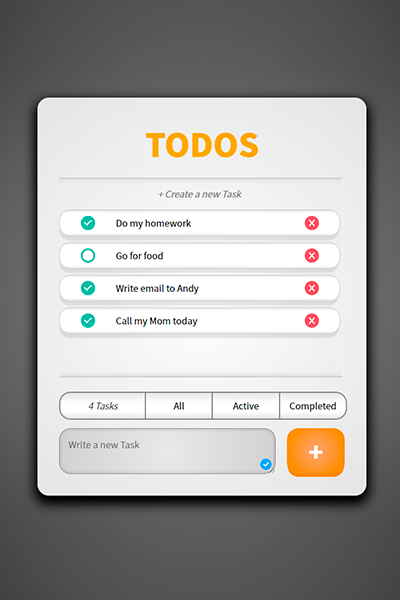 TODOS
+ Create a new Task
Do my homework
Go for food
Write email to Andy
Call my Mom today
4 Tasks All Active Completed
Write a new Task
+